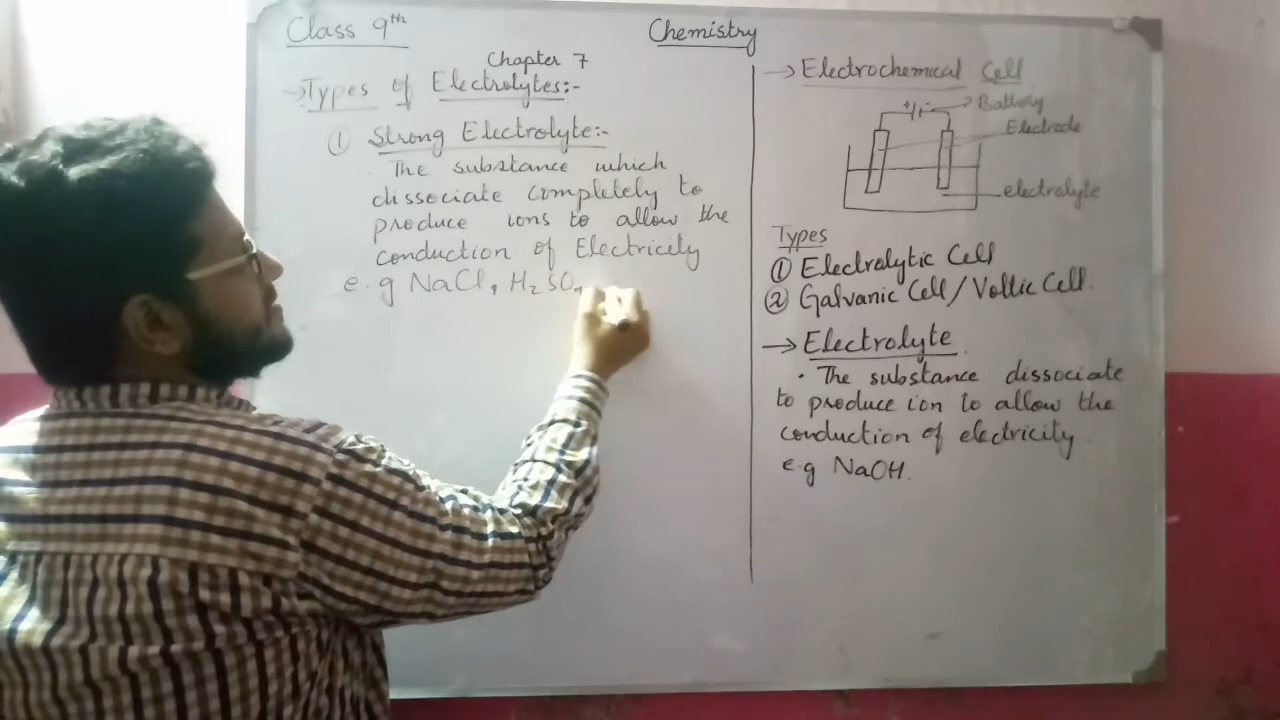 Class 9th
Chemistry
Chapter 7
→Types of Electrolytes:-
① Strong Electrolyte:-
The substance which
dissociate completely to
produce ions to allow the
conduction of Electricity
e.g NaCl, H2SO4
→ Electrochemical Cell
+ -
Battery
Electrode
electrolyte
Types
① Electrolytic Cell
② Galvanic Cell / Voltic Cell.
→ Electrolyte
• The substance dissociate
to produce ion to allow the
conduction of electricity
e.g NaOH.